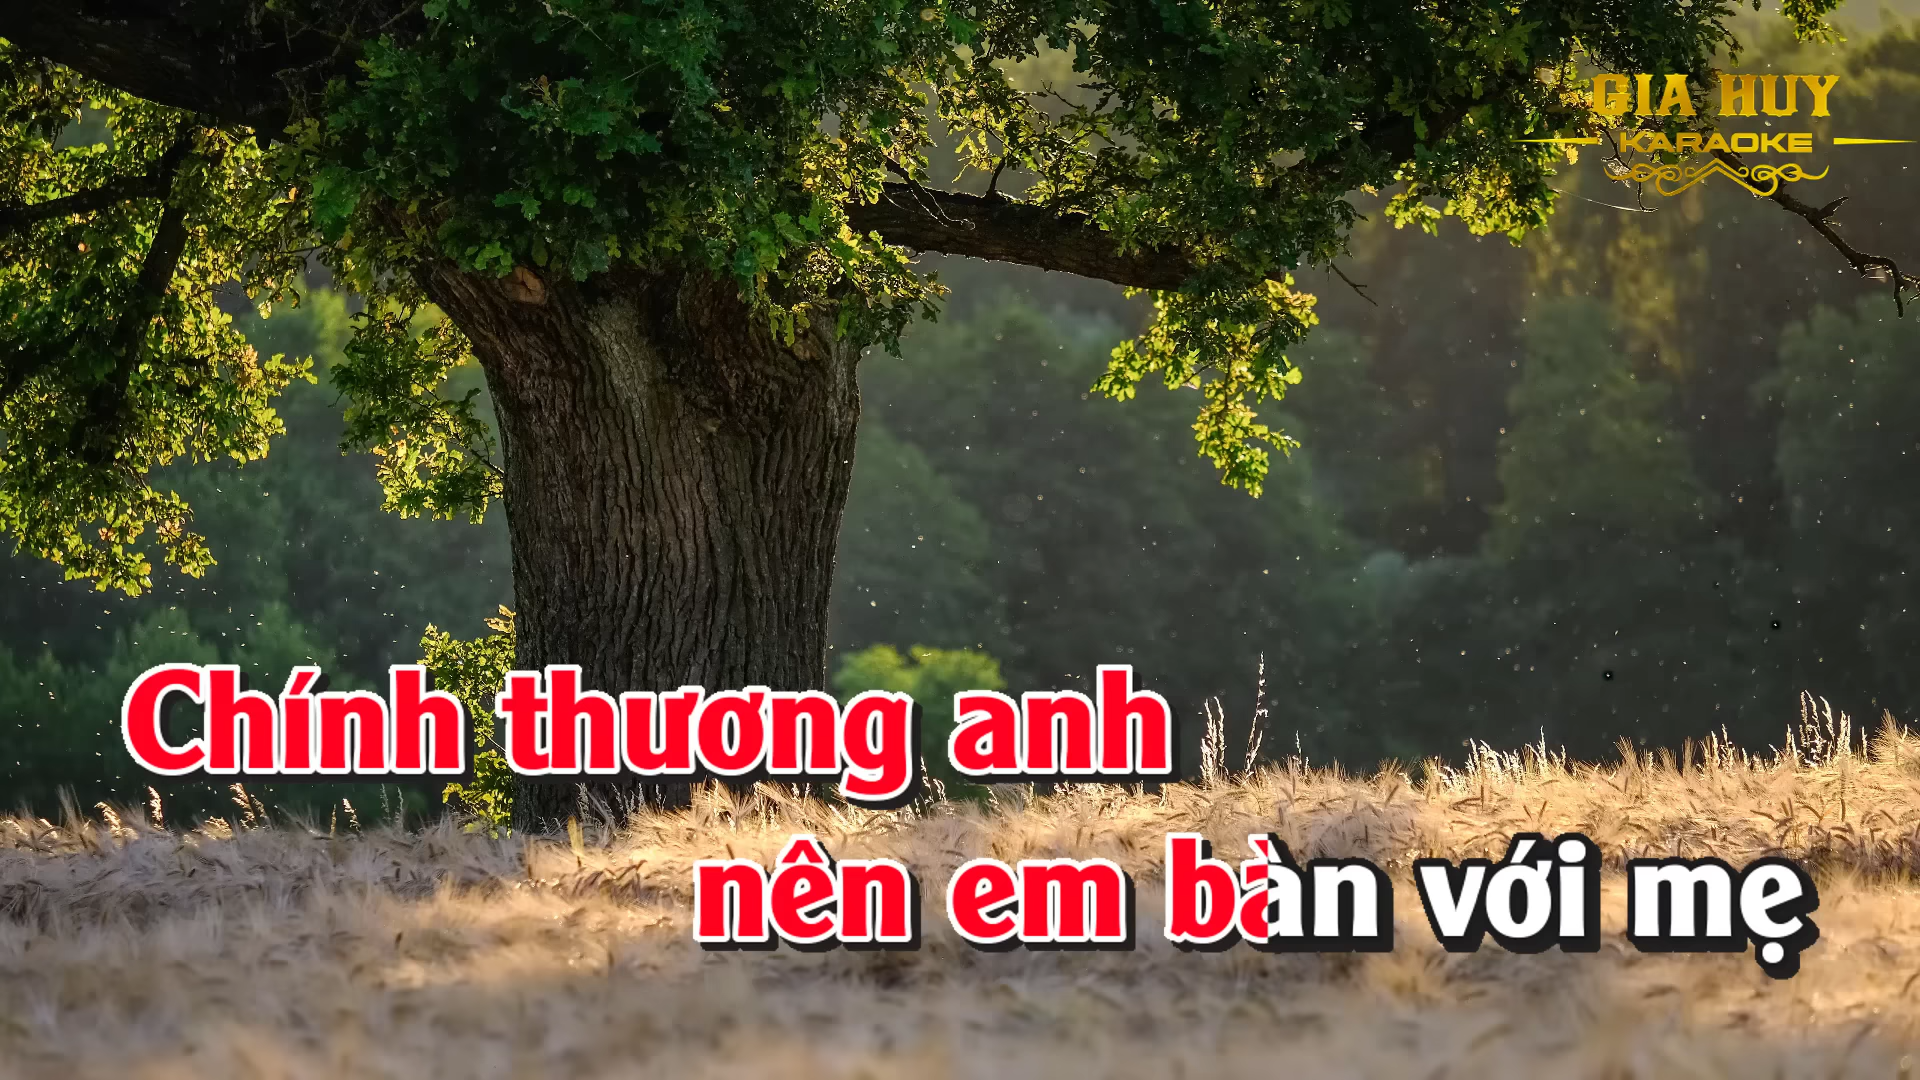 GIA HUY
KARAOKE
Chính thương anh
nên em bàn với mẹ